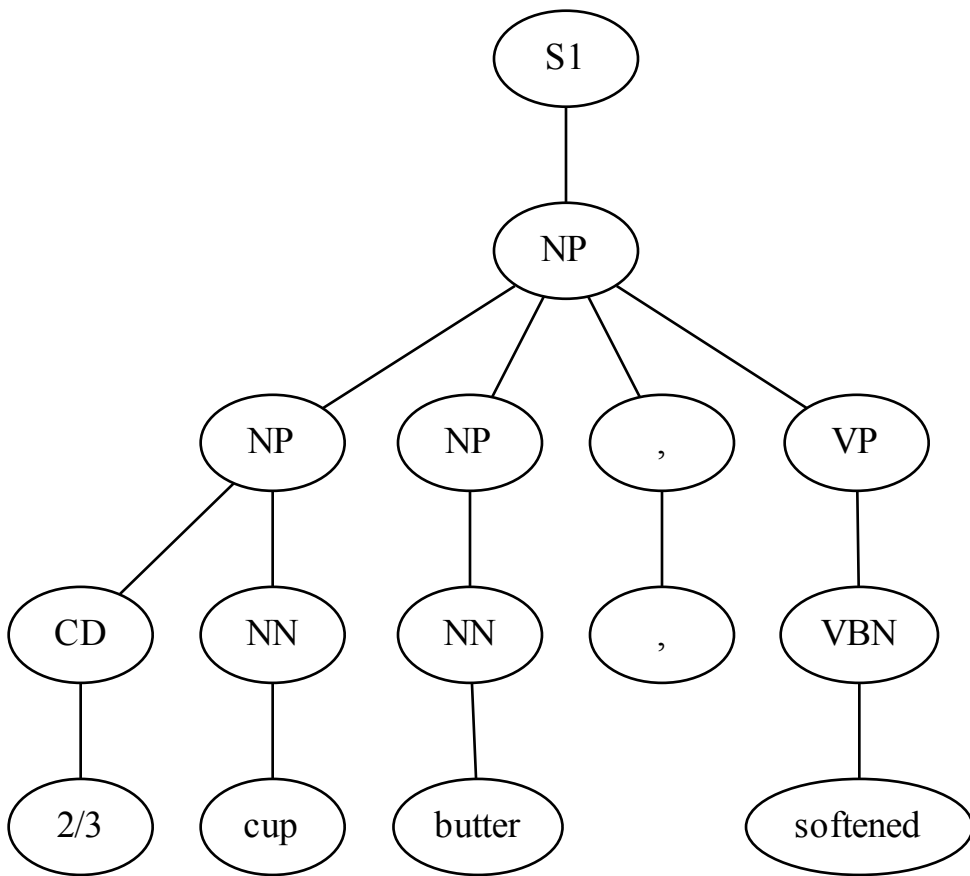 S1
NP
NP NP , VP
CD NN NN , VBN
2/3 cup butter softened